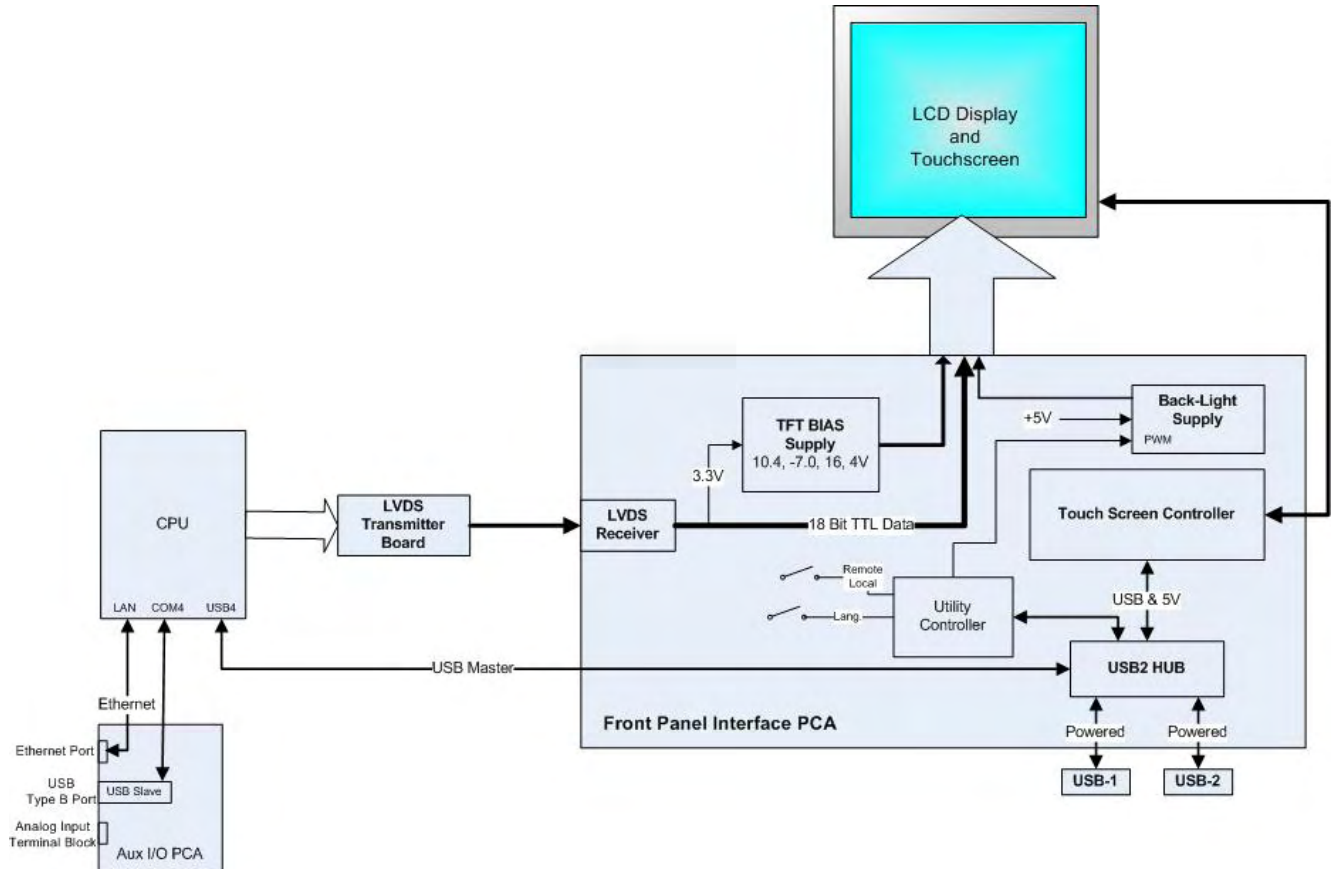 LCD Display
and
Touchscreen
Back-Light
Supply
+5V
PWM
TFT BIAS
Supply
10.4, -7.0, 16, 4V
3.3V
CPU
LVDS
Transmitter
Board
LVDS
Receiver
18 Bit TTL Data
Touch Screen Controller
Remote
Local
Lang.
Utility
Controller
USB & 5V
LAN COM4 USB4
USB Master
USB2 HUB
Ethernet
Front Panel Interface PCA
Powered
Powered
Ethernet Port
USB
Type B Port
USB Slave
USB-1
USB-2
Analog Input
Terminal Block
Aux I/O PCA